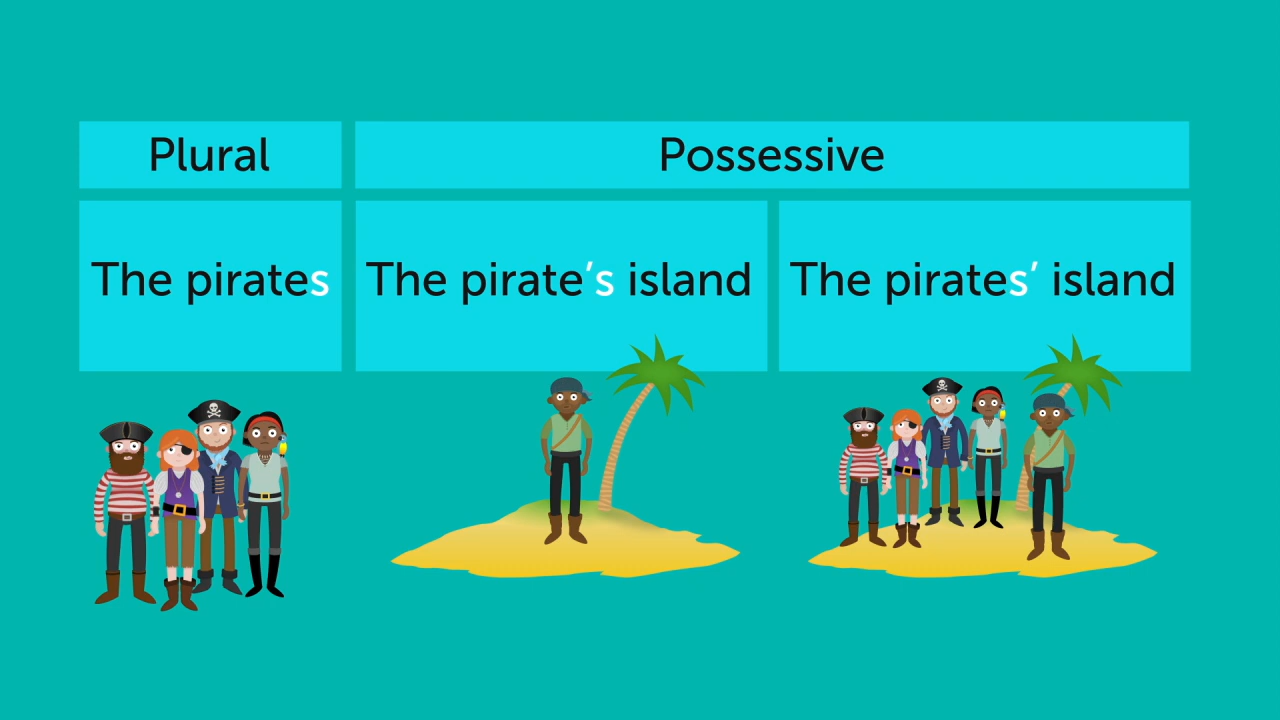 Plural
Possessive
The pirates
The pirate’s island
The pirates’ island